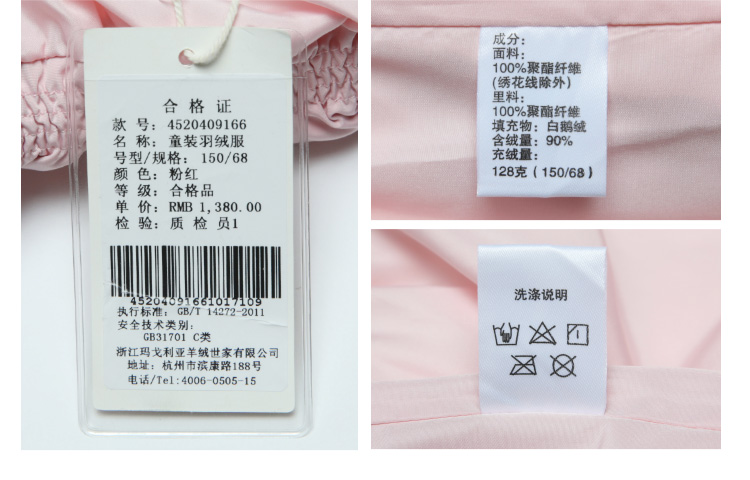 合格证
款 号: 4520409166
名 称: 童装羽绒服
号型/规格: 150/68
颜 色: 粉红
等 级: 合格品
单 价: RMB 1,380.00
检 验: 质 检 员1
45204091661017109
执行标准: GB/T 14272-2011
安全技术类别:
GB31701 C类
浙江玛戈利亚羊绒世家有限公司
地址: 杭州市滨康路188号
电话/Tel:4006-0505-15
成分:
面料:
100%聚酯纤维
(绣花线除外)
里料:
100%聚酯纤维
填充物: 白鹅绒
含绒量: 90%
充绒量:
128克 (150/68)
洗涤说明